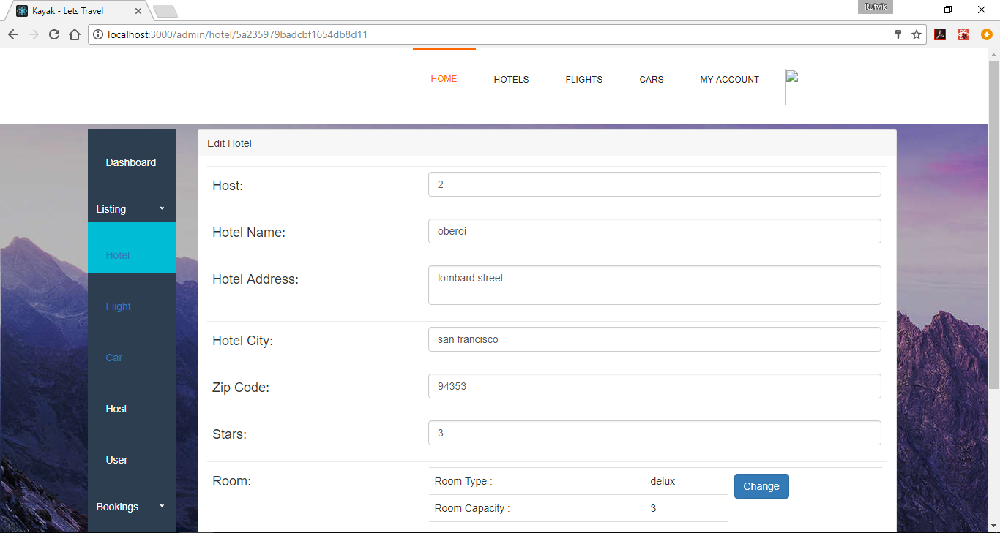 Kayak - Lets Travel
Rutvik
localhost:3000/admin/hotel/5a235979badcbf1654db8d11
HOME HOTELS FLIGHTS CARS MY ACCOUNT
Dashboard
Listing
Hotel
Flight
Car
Host
User
Bookings
Edit Hotel
Host: 2
Hotel Name: oberoi
Hotel Address: lombard street
Hotel City: san francisco
Zip Code: 94353
Stars: 3
Room: Room Type : delux Change
Room Capacity : 3